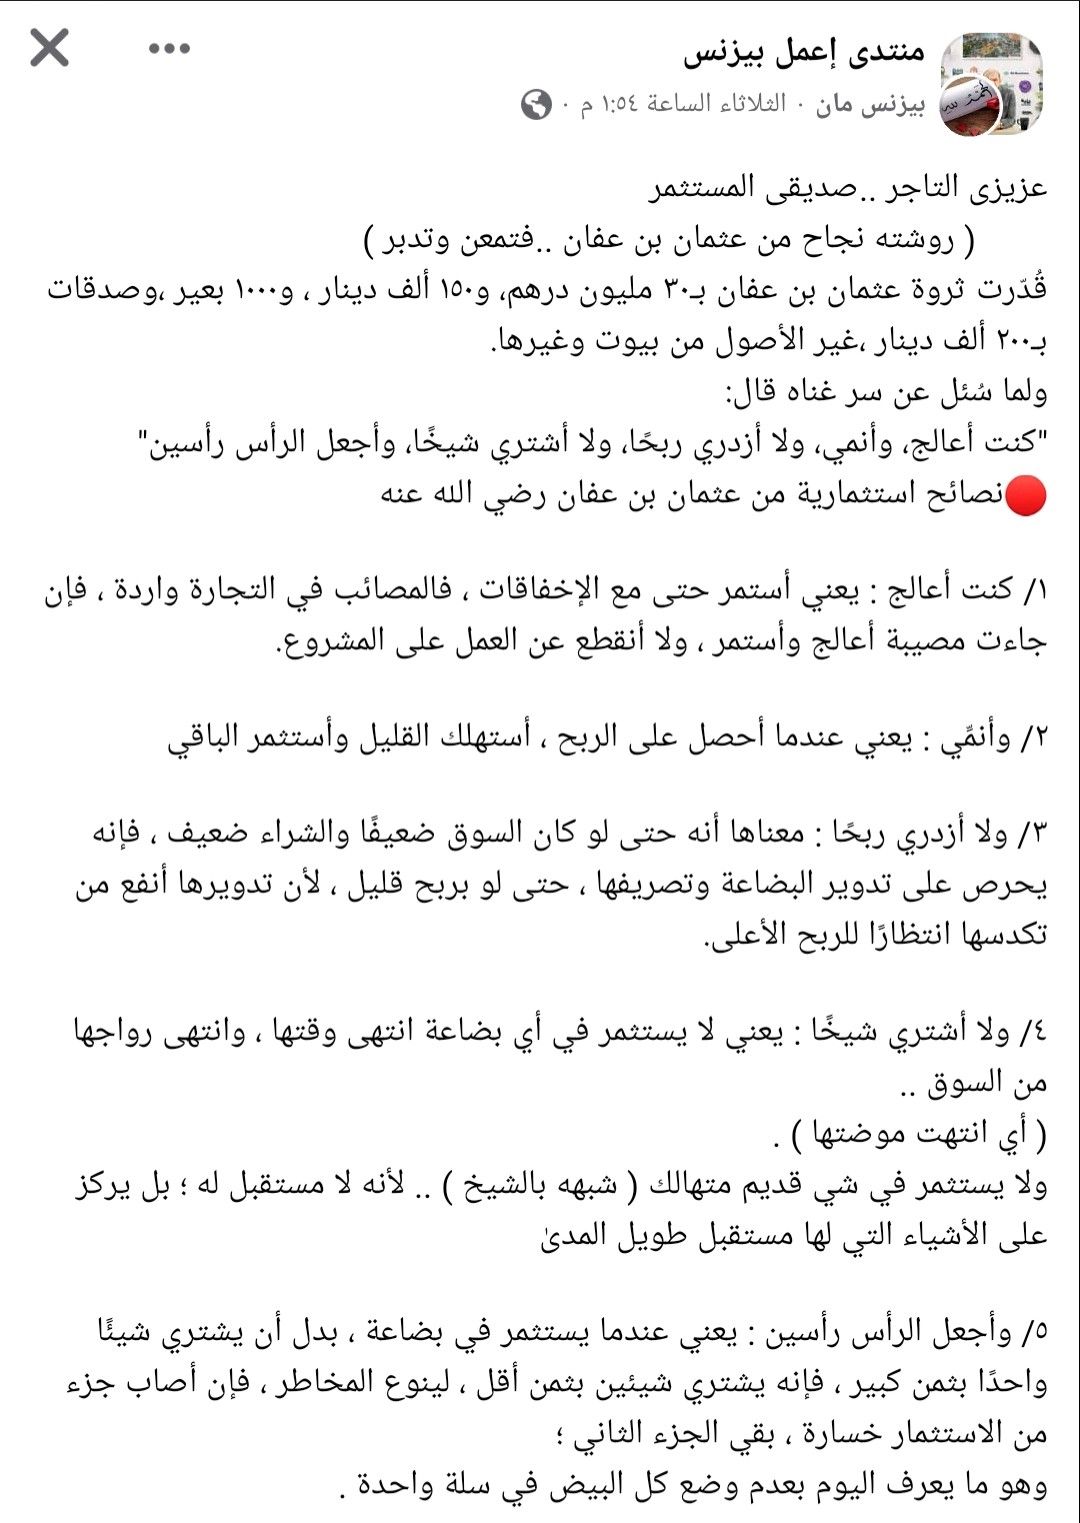 منتدى إعمل بيزنس
بيزنس مان · الثلاثاء الساعة ١:٥٤ م ·
عزيزى التاجر ..صديقى المستثمر
( روشته نجاح من عثمان بن عفان ..فتمعن وتدبر )
قُدّرت ثروة عثمان بن عفان بـ٣٠ مليون درهم، و١٥٠ ألف دينار ، و١٠٠٠ بعير ،وصدقات
بـ٢٠٠ ألف دينار ،غير الأصول من بيوت وغيرها.
ولما سُئل عن سر غناه قال:
"كنت أعالج، وأنمي، ولا أزدري ربحًا، ولا أشتري شيخًا، وأجعل الرأس رأسين"
🔴نصائح استثمارية من عثمان بن عفان رضي الله عنه
١/ كنت أعالج : يعني أستمر حتى مع الإخفاقات ، فالمصائب في التجارة واردة ، فإن
جاءت مصيبة أعالج وأستمر ، ولا أنقطع عن العمل على المشروع.
٢/ وأنمِّي : يعني عندما أحصل على الربح ، أستهلك القليل وأستثمر الباقي
٣/ ولا أزدري ربحًا : معناها أنه حتى لو كان السوق ضعيفًا والشراء ضعيف ، فإنه
يحرص على تدوير البضاعة وتصريفها ، حتى لو بربح قليل ، لأن تدويرها أنفع من
تكدسها انتظارًا للربح الأعلى.
٤/ ولا أشتري شيخًا : يعني لا يستثمر في أي بضاعة انتهى وقتها ، وانتهى رواجها
من السوق ..
( أي انتهت موضتها ) .
ولا يستثمر في شي قديم متهالك ( شبهه بالشيخ ) .. لأنه لا مستقبل له ؛ بل يركز
على الأشياء التي لها مستقبل طويل المدىٰ
٥/ وأجعل الرأس رأسين : يعني عندما يستثمر في بضاعة ، بدل أن يشتري شيئًا
واحدًا بثمن كبير ، فإنه يشتري شيئين بثمن أقل ، لينوع المخاطر ، فإن أصاب جزء
من الاستثمار خسارة ، بقي الجزء الثاني ؛
وهو ما يعرف اليوم بعدم وضع كل البيض في سلة واحدة .